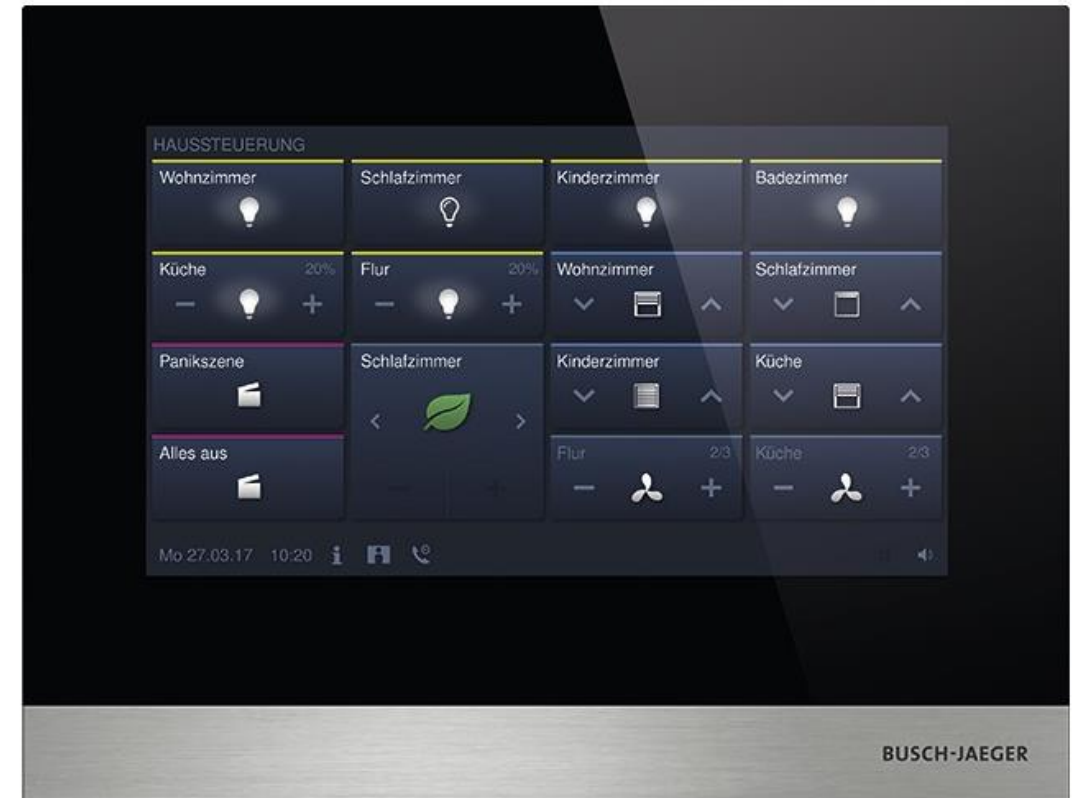 HAUSSTEUERUNG
Wohnzimmer
Schlafzimmer
Kinderzimmer
Badezimmer
Küche 20%
Flur 20%
Wohnzimmer
Schlafzimmer
Panikszene
Schlafzimmer
Kinderzimmer
Küche
Alles aus
Flur 2/3
Küche 2/3
Mo 27.03.17 10:20
BUSCH-JAEGER